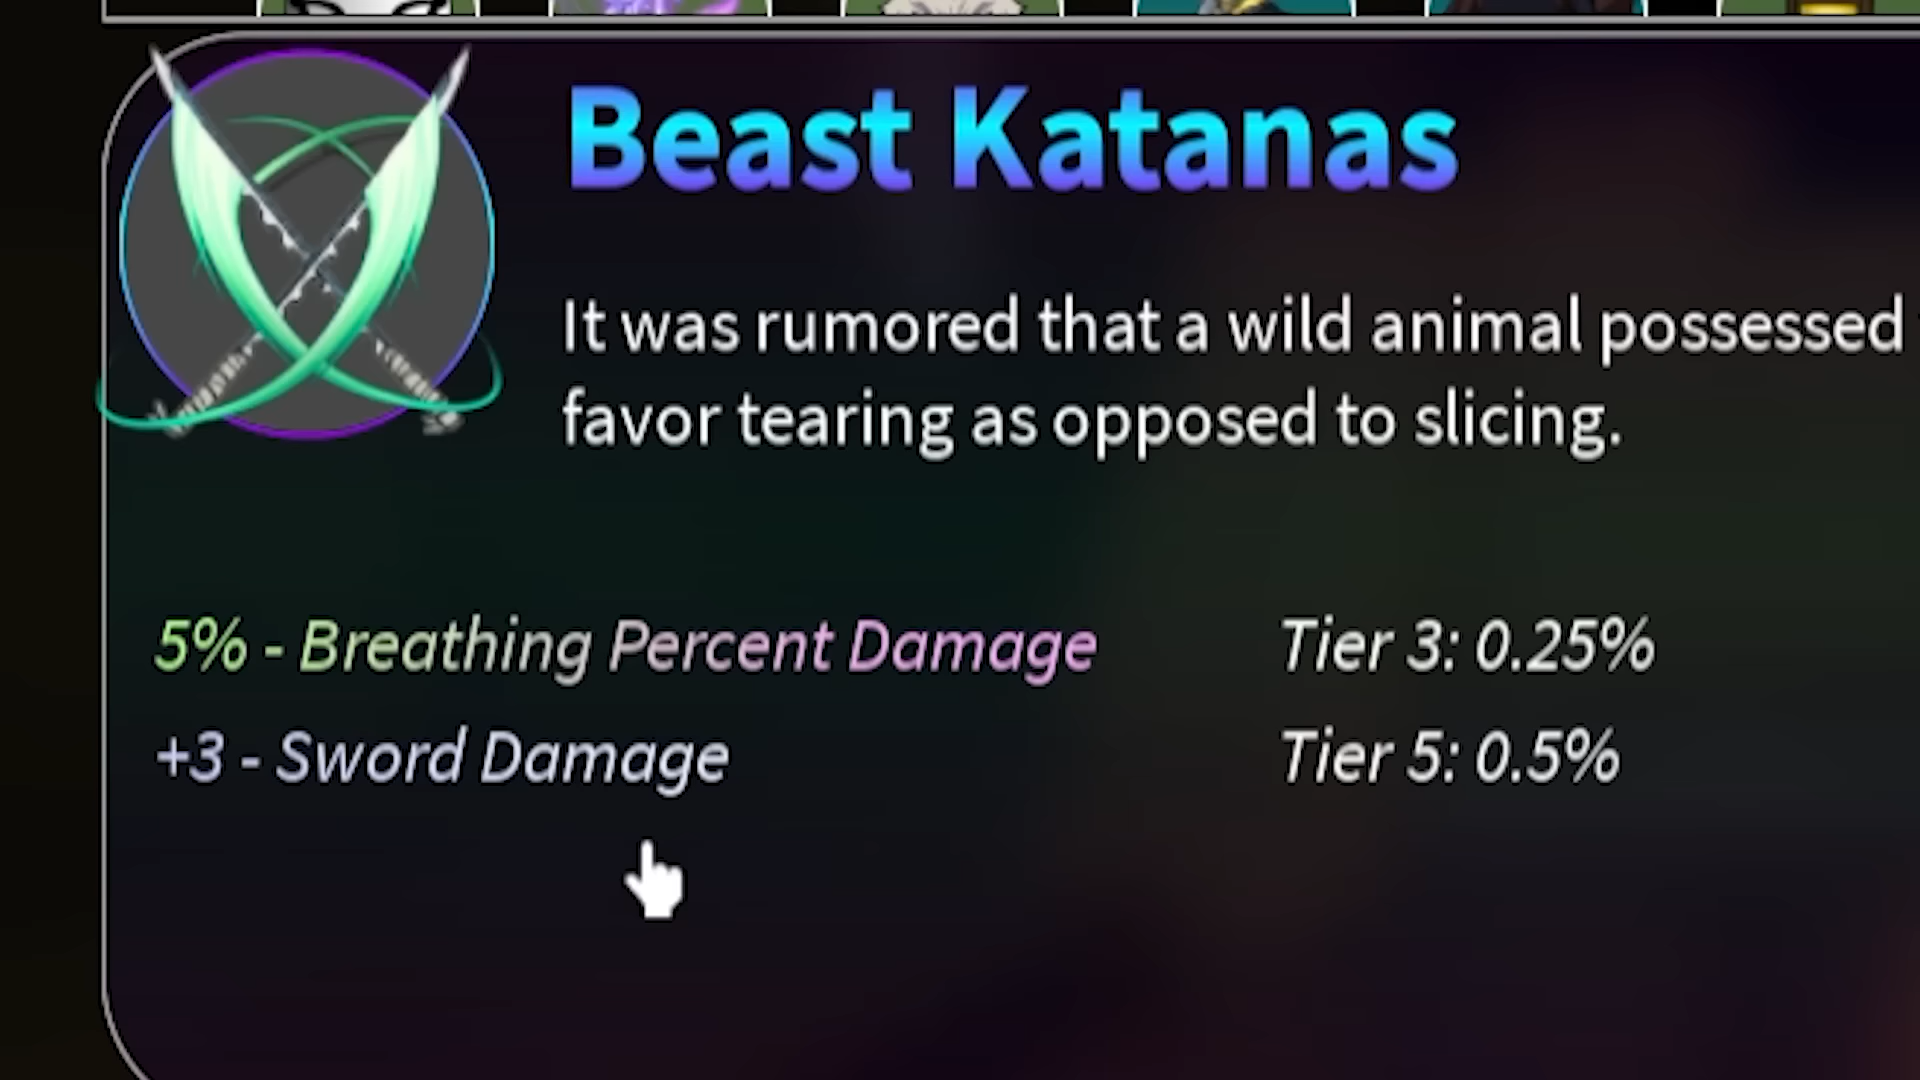 Beast Katanas
It was rumored that a wild animal possessed
favor tearing as opposed to slicing.
5% - Breathing Percent Damage
Tier 3: 0.25%
+3 - Sword Damage
Tier 5: 0.5%